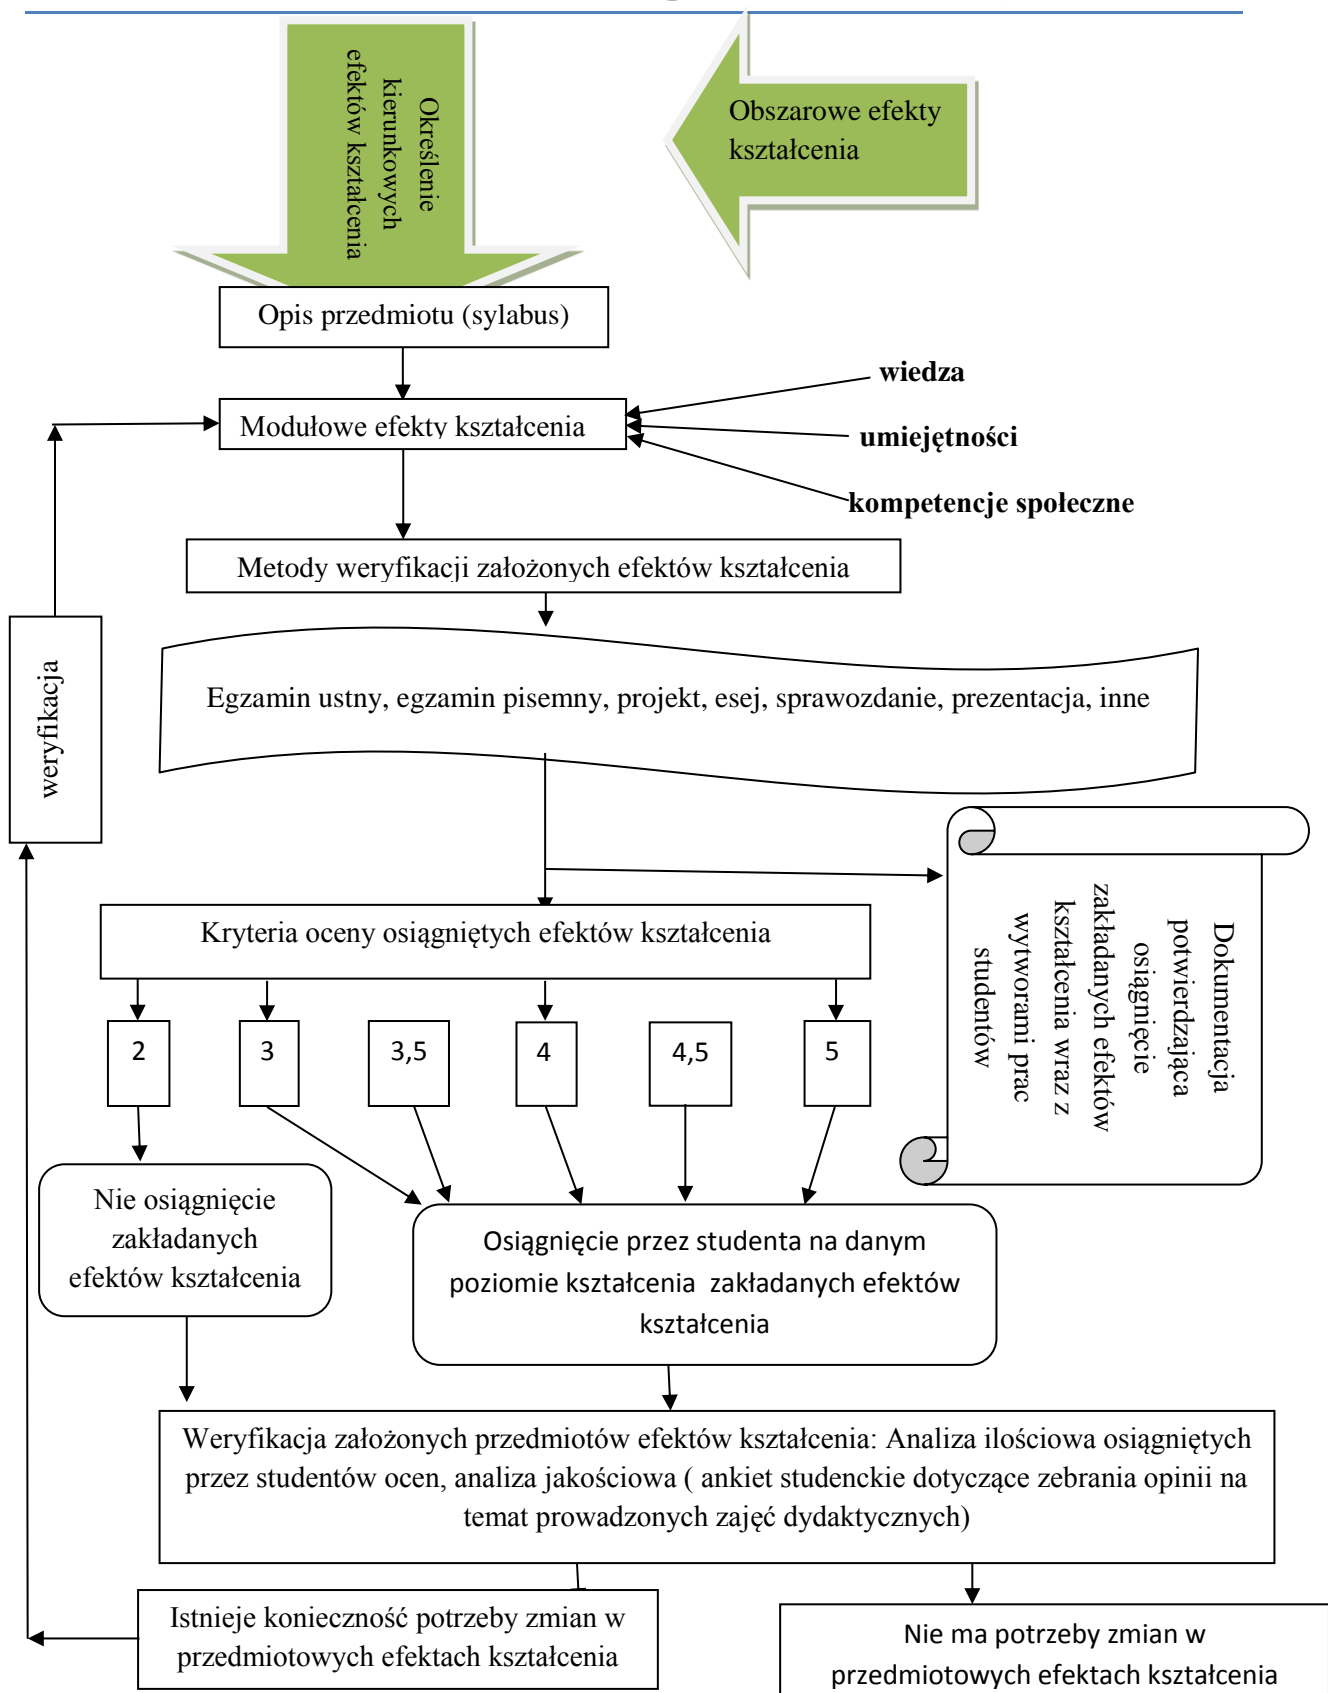 Określenie
kierunkowych
efektów kształcenia
Obszarowe efekty
kształcenia
Opis przedmiotu (sylabus)
wiedza
Modułowe efekty kształcenia
umiejętności
kompetencje społeczne
Metody weryfikacji założonych efektów kształcenia
weryfikacja
Egzamin ustny, egzamin pisemny, projekt, esej, sprawozdanie, prezentacja, inne
Dokumentacja
potwierdzająca
osiągnięcie
zakładanych efektów
kształcenia wraz z
wytworami prac
studentów
Kryteria oceny osiągniętych efektów kształcenia
2
3
3,5
4
4,5
5
Nie osiągnięcie
zakładanych
efektów kształcenia
Osiągnięcie przez studenta na danym
poziomie kształcenia zakładanych efektów
kształcenia
Weryfikacja założonych przedmiotów efektów kształcenia: Analiza ilościowa osiągniętych
przez studentów ocen, analiza jakościowa ( ankiet studenckie dotyczące zebrania opinii na
temat prowadzonych zajęć dydaktycznych)
Istnieje konieczność potrzeby zmian w
przedmiotowych efektach kształcenia
Nie ma potrzeby zmian w
przedmiotowych efektach kształcenia